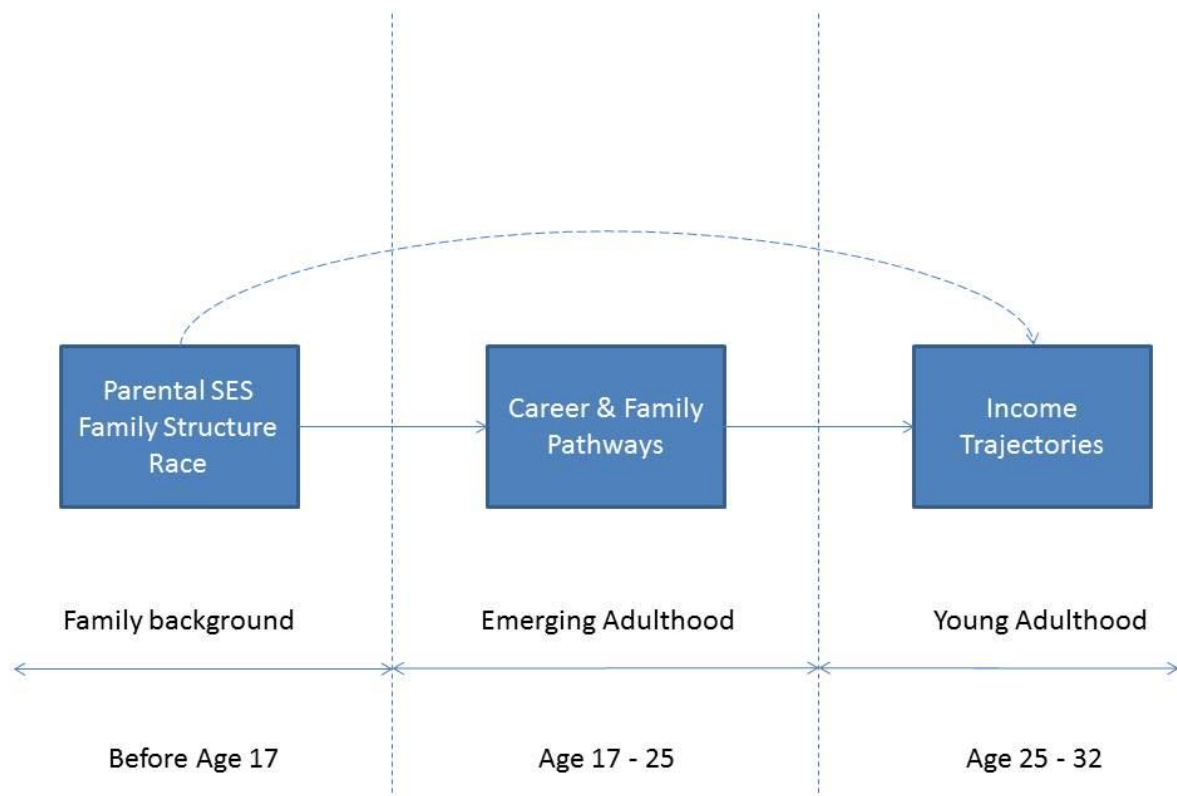 Parental SES
Family Structure
Race
Career & Family
Pathways
Income
Trajectories
Family background
Emerging Adulthood
Young Adulthood
Before Age 17
Age 17 - 25
Age 25 - 32